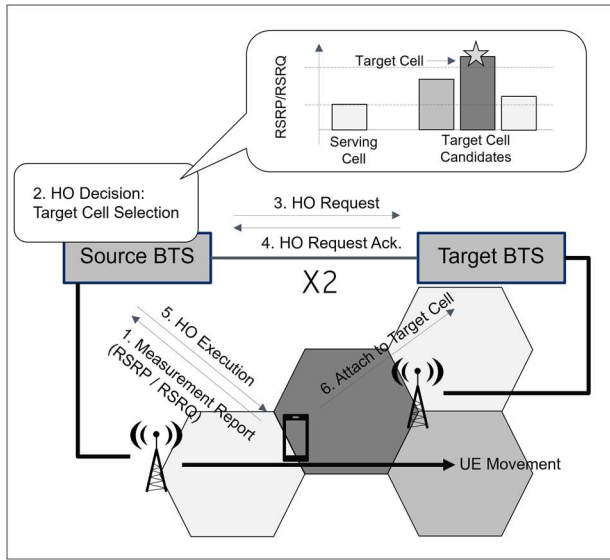 RSRP/RSRQ
Target Cell
Serving
Cell
Target Cell
Candidates
2. HO Decision:
Target Cell Selection
3. HO Request
4. HO Request Ack.
Source BTS
Target BTS
X2
5. HO Execution
1. Measurement Report
(RSRP / RSRQ)
6. Attach to Target Cell
UE Movement